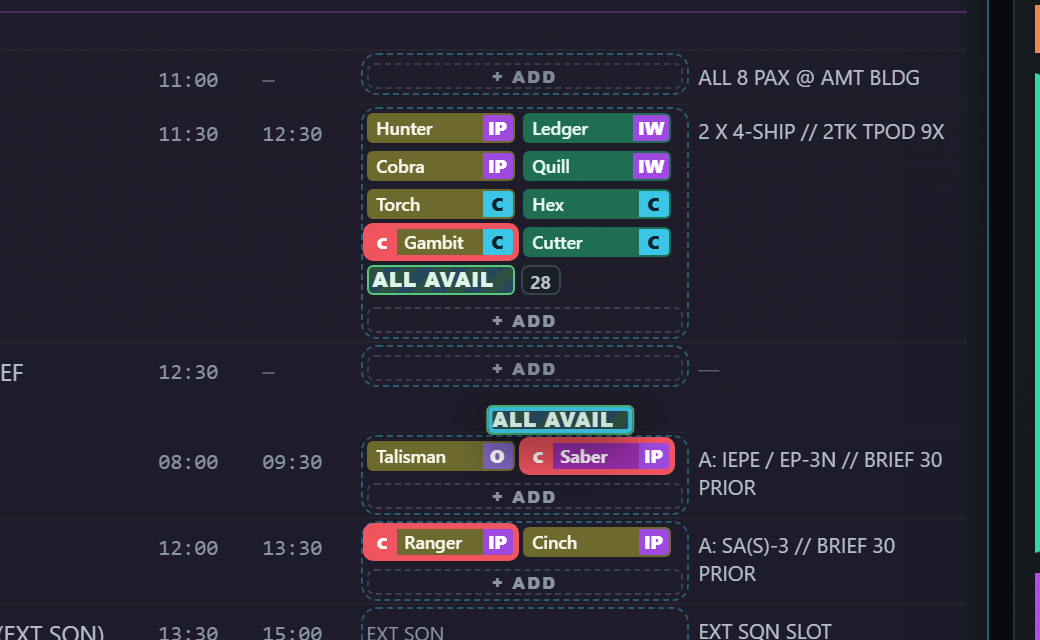 11:00 — + ADD ALL 8 PAX @ AMT BLDG
11:30 12:30 Hunter IP Ledger IW 2 X 4-SHIP // 2TK TPOD 9X
Cobra IP Quill IW
Torch C Hex C
c Gambit C Cutter C
ALL AVAIL 28
+ ADD
EF 12:30 — + ADD —
ALL AVAIL
08:00 09:30 Talisman O c Saber IP A: IEPE / EP-3N // BRIEF 30
+ ADD PRIOR
12:00 13:30 c Ranger IP Cinch IP A: SA(S)-3 // BRIEF 30
+ ADD PRIOR
(EXT SQN) 13:30 15:00 EXT SQN EXT SQN SLOT